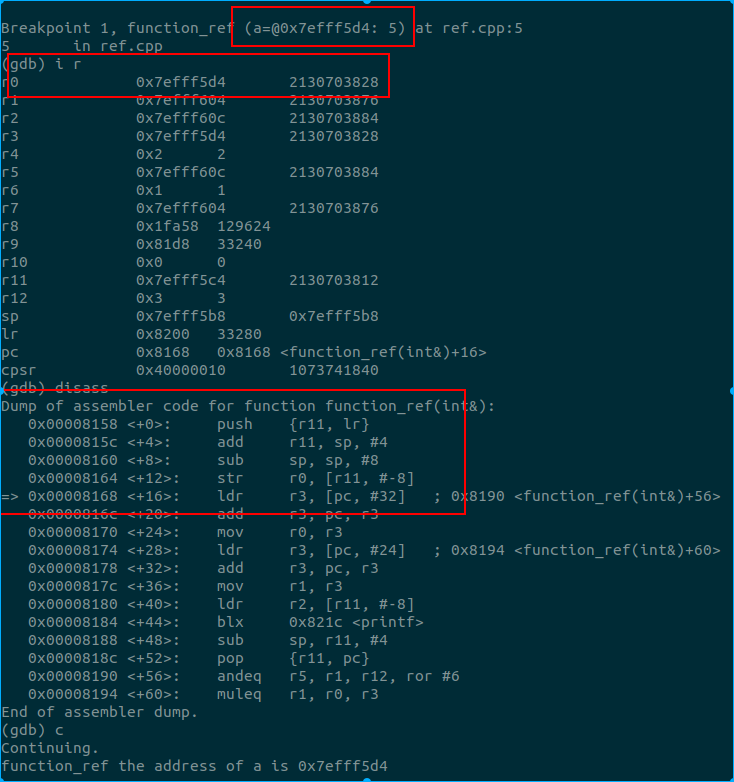 Breakpoint 1, function_ref (a=@0x7efff5d4: 5) at ref.cpp:5
5       in ref.cpp
(gdb) i r
r0             0x7efff5d4       2130703828
r1             0x7efff604       2130703876
r2             0x7efff60c       2130703884
r3             0x7efff5d4       2130703828
r4             0x2      2
r5             0x7efff60c       2130703884
r6             0x1      1
r7             0x7efff604       2130703876
r8             0x1fa58  129624
r9             0x81d8   33240
r10            0x0      0
r11            0x7efff5c4       2130703812
r12            0x3      3
sp             0x7efff5b8       0x7efff5b8
lr             0x8200   33280
pc             0x8168   0x8168 <function_ref(int&)+16>
cpsr           0x40000010       1073741840
(gdb) disass
Dump of assembler code for function function_ref(int&):
   0x00008158 <+0>:     push    {r11, lr}
   0x0000815c <+4>:     add     r11, sp, #4
   0x00008160 <+8>:     sub     sp, sp, #8
   0x00008164 <+12>:    str     r0, [r11, #-8]
=> 0x00008168 <+16>:    ldr     r3, [pc, #32]   ; 0x8190 <function_ref(int&)+56>
   0x0000816c <+20>:    add     r3, pc, r3
   0x00008170 <+24>:    mov     r0, r3
   0x00008174 <+28>:    ldr     r3, [pc, #24]   ; 0x8194 <function_ref(int&)+60>
   0x00008178 <+32>:    add     r3, pc, r3
   0x0000817c <+36>:    mov     r1, r3
   0x00008180 <+40>:    ldr     r2, [r11, #-8]
   0x00008184 <+44>:    blx     0x821c <printf>
   0x00008188 <+48>:    sub     sp, r11, #4
   0x0000818c <+52>:    pop     {r11, pc}
   0x00008190 <+56>:    andeq   r5, r1, r12, ror #6
   0x00008194 <+60>:    muleq   r1, r0, r3
End of assembler dump.
(gdb) c
Continuing.
function_ref the address of a is 0x7efff5d4